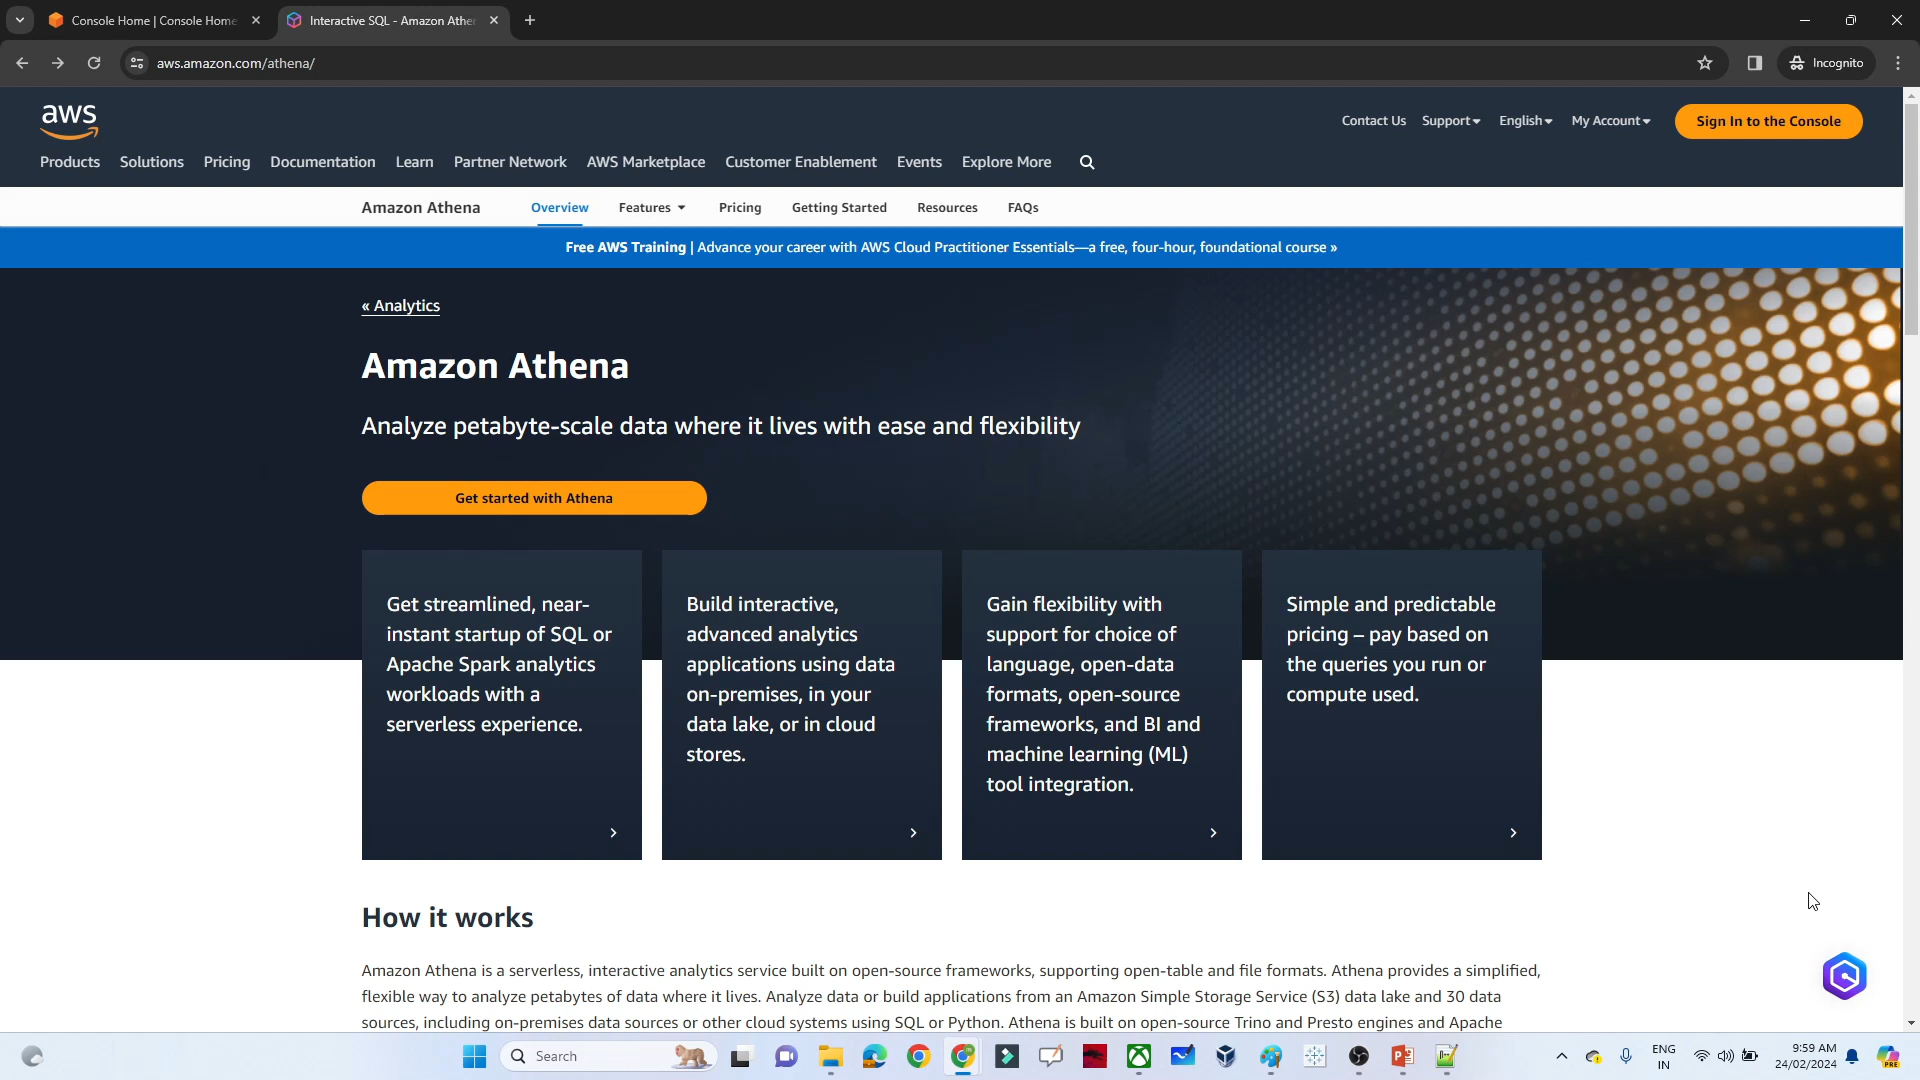 Console Home | Console Home
Interactive SQL - Amazon Ather
aws.amazon.com/athena/
Incognito
aws
Contact Us
Support
English
My Account
Sign In to the Console
Products
Solutions
Pricing
Documentation
Learn
Partner Network
AWS Marketplace
Customer Enablement
Events
Explore More
Amazon Athena
Overview
Features
Pricing
Getting Started
Resources
FAQs
Free AWS Training | Advance your career with AWS Cloud Practitioner Essentials—a free, four-hour, foundational course »
« Analytics
Amazon Athena
Analyze petabyte-scale data where it lives with ease and flexibility
Get started with Athena
Get streamlined, near-
instant startup of SQL or
Apache Spark analytics
workloads with a
serverless experience.
Build interactive,
advanced analytics
applications using data
on-premises, in your
data lake, or in cloud
stores.
Gain flexibility with
support for choice of
language, open-data
formats, open-source
frameworks, and BI and
machine learning (ML)
tool integration.
Simple and predictable
pricing – pay based on
the queries you run or
compute used.
How it works
Amazon Athena is a serverless, interactive analytics service built on open-source frameworks, supporting open-table and file formats. Athena provides a simplified,
flexible way to analyze petabytes of data where it lives. Analyze data or build applications from an Amazon Simple Storage Service (S3) data lake and 30 data
sources, including on-premises data sources or other cloud systems using SQL or Python. Athena is built on open-source Trino and Presto engines and Apache
Search
ENG
IN
9:59 AM
24/02/2024
PRE